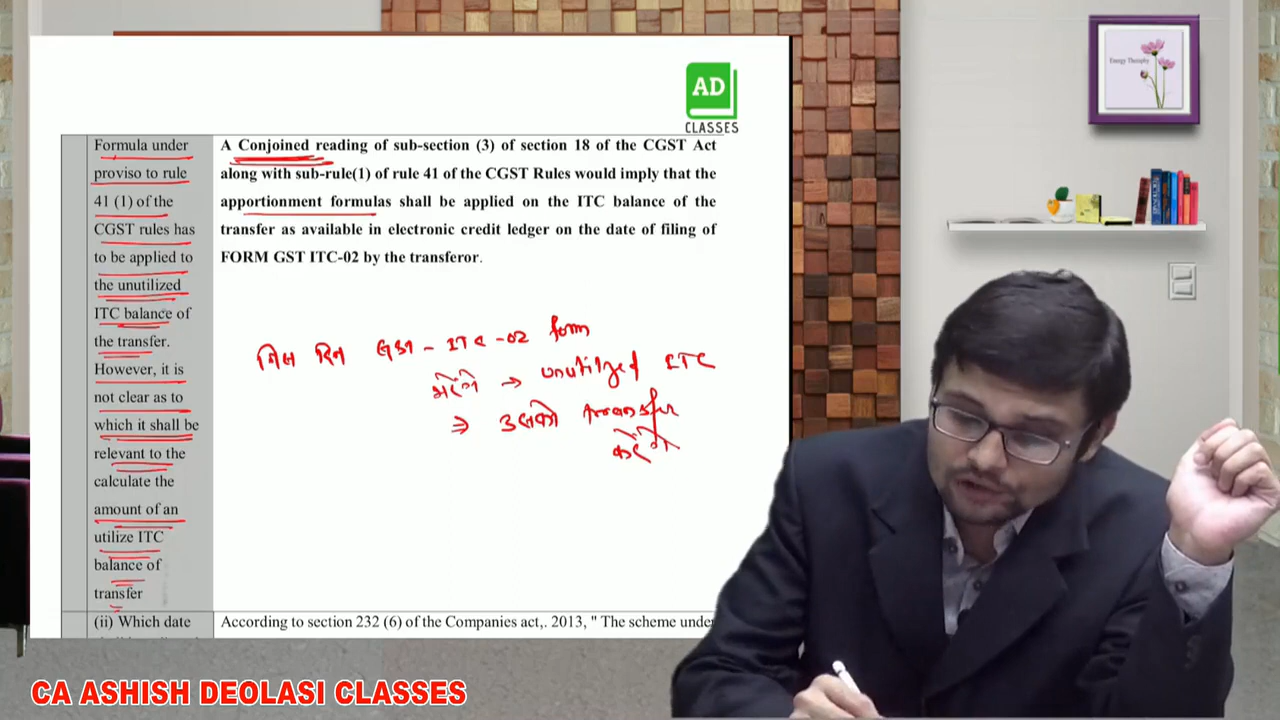 Energy Theraphy
AD
CLASSES
Formula under
proviso to rule
41 (1) of the
CGST rules has
to be applied to
the unutilized
ITC balance of
the transfer.
However, it is
not clear as to
which it shall be
relevant to the
calculate the
amount of an
utilize ITC
balance of
transfer
A Conjoined reading of sub-section (3) of section 18 of the CGST Act
along with sub-rule(1) of rule 41 of the CGST Rules would imply that the
apportionment formulas shall be applied on the ITC balance of the
transfer as available in electronic credit ledger on the date of filing of
FORM GST ITC-02 by the transferor.
जिस दिन GST - ITC -02 form
भरेंगे → unutilized ITC
⇒ उसको transfer
करेंगे
(ii) Which date
According to section 232 (6) of the Companies act,. 2013, " The scheme under
CA ASHISH DEOLASI CLASSES